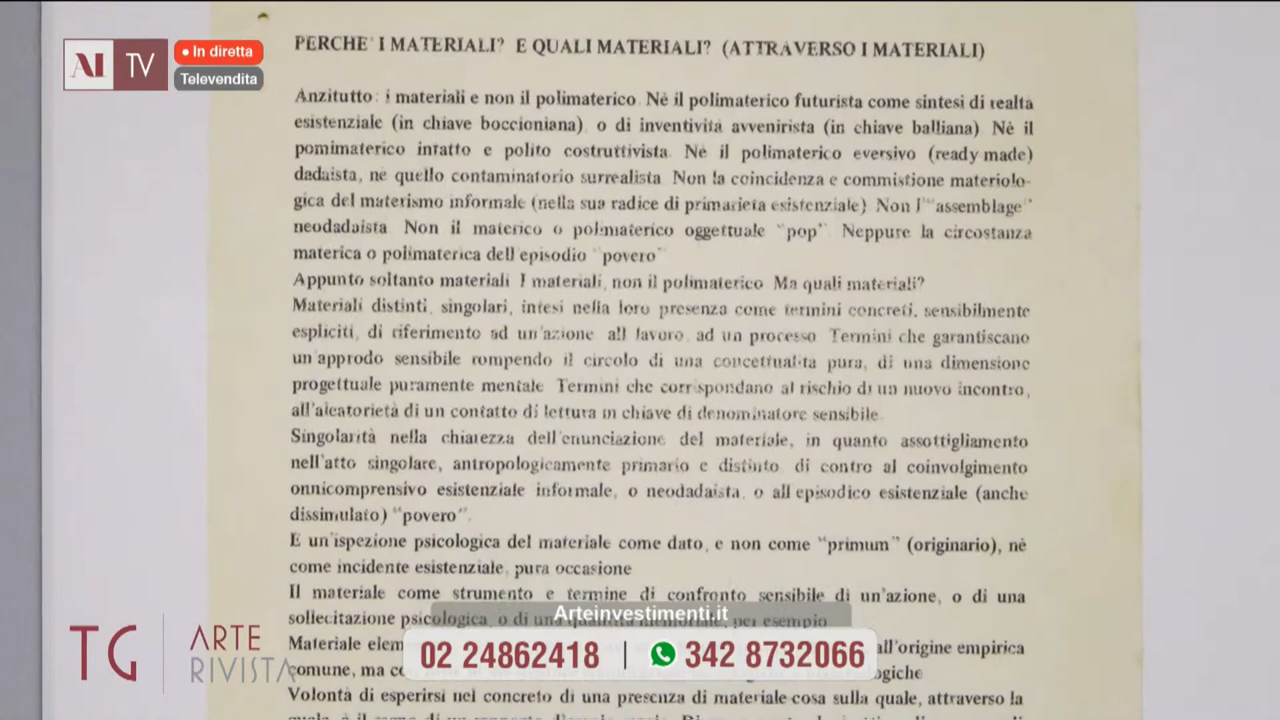 AI TV
In diretta
Televendita
PERCHE' I MATERIALI? E QUALI MATERIALI? (ATTRAVERSO I MATERIALI)
Anzitutto: i materiali e non il polimaterico. Nè il polimaterico futurista come sintesi di realtà
esistenziale (in chiave boccioniana), o di inventività avvenirista (in chiave balliana) Nè il
pomimaterico intatto e polito costruttivista. Nè il polimaterico eversivo (ready made)
dadaista, nè quello contaminatorio surrealista. Non la coincidenza e commistione materiolo-
gica del materismo informale (nella sua radice di primarietà esistenziale) Non l'"assemblage"
neodadaista. Non il materico o polimaterico oggettuale "pop". Neppure la circostanza
materica o polimaterica dell'episodio "povero"
Appunto soltanto materiali. I materiali, non il polimaterico. Ma quali materiali?
Materiali distinti, singolari, intesi nella loro presenza come termini concreti, sensibilmente
espliciti, di riferimento ad un'azione, all lavoro, ad un processo. Termini che garantiscano
un'approdo sensibile rompendo il circolo di una concettualità pura, di una dimensione
progettuale puramente mentale. Termini che corrispondano al rischio di un nuovo incontro,
all'aleatorietà di un contatto di lettura in chiave di denominatore sensibile.
Singolarità nella chiarezza dell'enunciazione del materiale, in quanto assottigliamento
nell'atto singolare, antropologicamente primario e distinto di contro al coinvolgimento
onnicomprensivo esistenziale informale, o neodadaista, o all'episodico esistenziale (anche
dissimulato) "povero".
E un'ispezione psicologica del materiale come dato, e non come "primum" (originario), nè
come incidente esistenziale, pura occasione
Il materiale come strumento e termine di confronto sensibile di un'azione, o di una
sollecitazione psicologica, o di una memoriale, per esempio
Materiale all'origine empirica
comune, ma
Volontà di esperirsi nel concreto di una presenza di materiale-cosa sulla quale, attraverso la
Arteinvestimenti.it
02 24862418 | 342 8732066
TG ARTE
RIVISTA